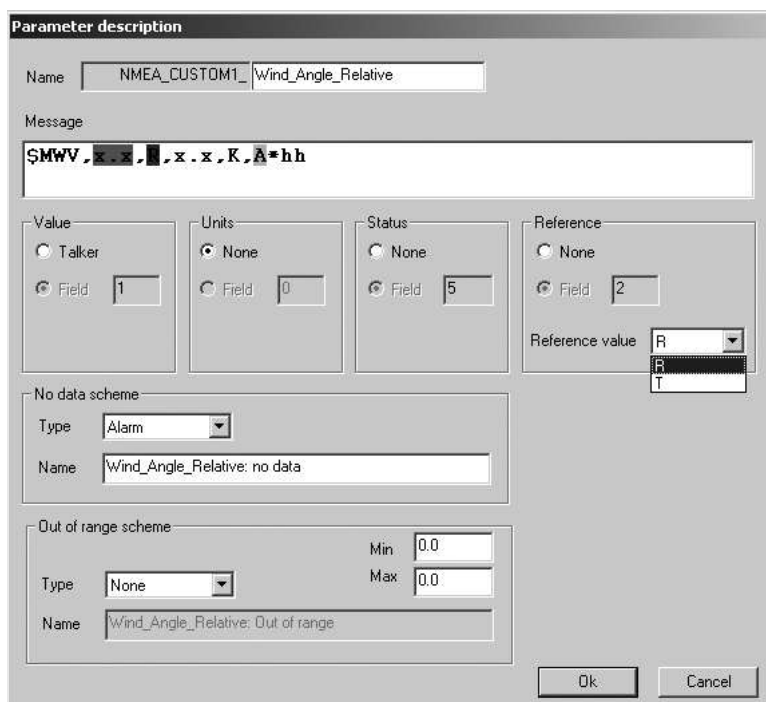 Parameter description
Name NMEA_CUSTOM1_ Wind_Angle_Relative
Message
$MWV,x.x,R,x.x,K,A*hh
Value Units Status Reference
Talker None None None
Field 1 Field 0 Field 5 Field 2
Reference value R
R
T
No data scheme
Type Alarm
Name Wind_Angle_Relative: no data
Out of range scheme
Min 0.0
Type None Max 0.0
Name Wind_Angle_Relative: Out of range
Ok Cancel